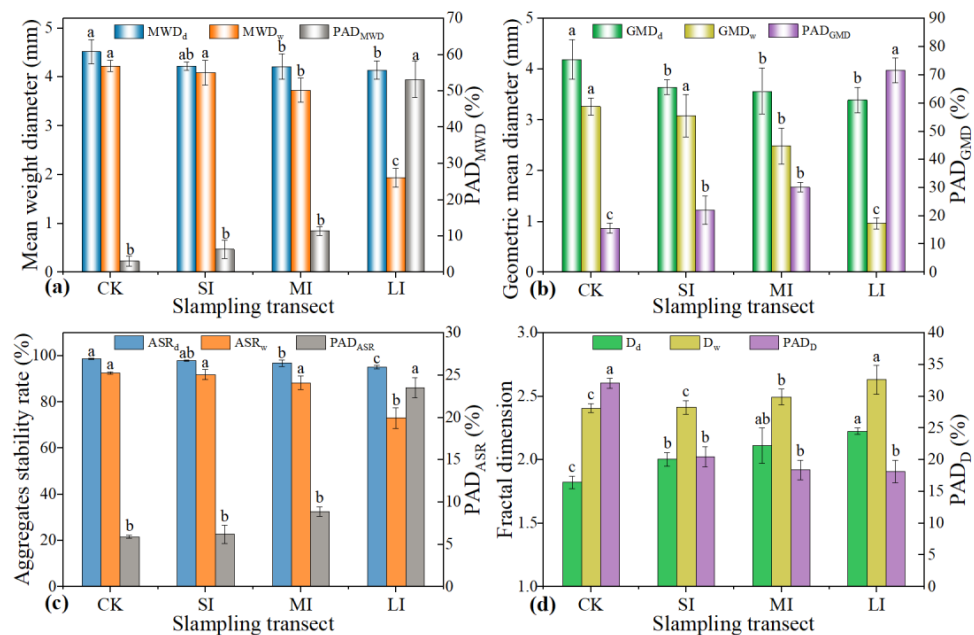 MWDd MWDw PADMWD
Mean weight diameter (mm)
5
4
3
2
1
0
70
60
50
40
30
20
10
0
PADMWD (%)
a a b
ab a b
b b b
b c a
(a)
CK SI MI LI
Slampling transect
GMDd GMDw PADGMD
Geometric mean diameter (mm)
5
4
3
2
1
0
90
80
70
60
50
40
30
20
10
0
PADGMD (%)
a a c
b a b
b b b
b c a
(b)
CK SI MI LI
Slampling transect
ASRd ASRw PADASR
Aggregates stability rate (%)
100
80
60
40
20
0
30
25
20
15
10
5
0
PADASR (%)
a a b
ab a b
b a b
c b a
(c)
CK SI MI LI
Slampling transect
Dd Dw PADD
Fractal dimension
3.0
2.5
2.0
1.5
1.0
40
35
30
25
20
15
10
5
0
PADD (%)
c c a
b c b
ab b b
a a b
(d)
CK SI MI LI
Slampling transect